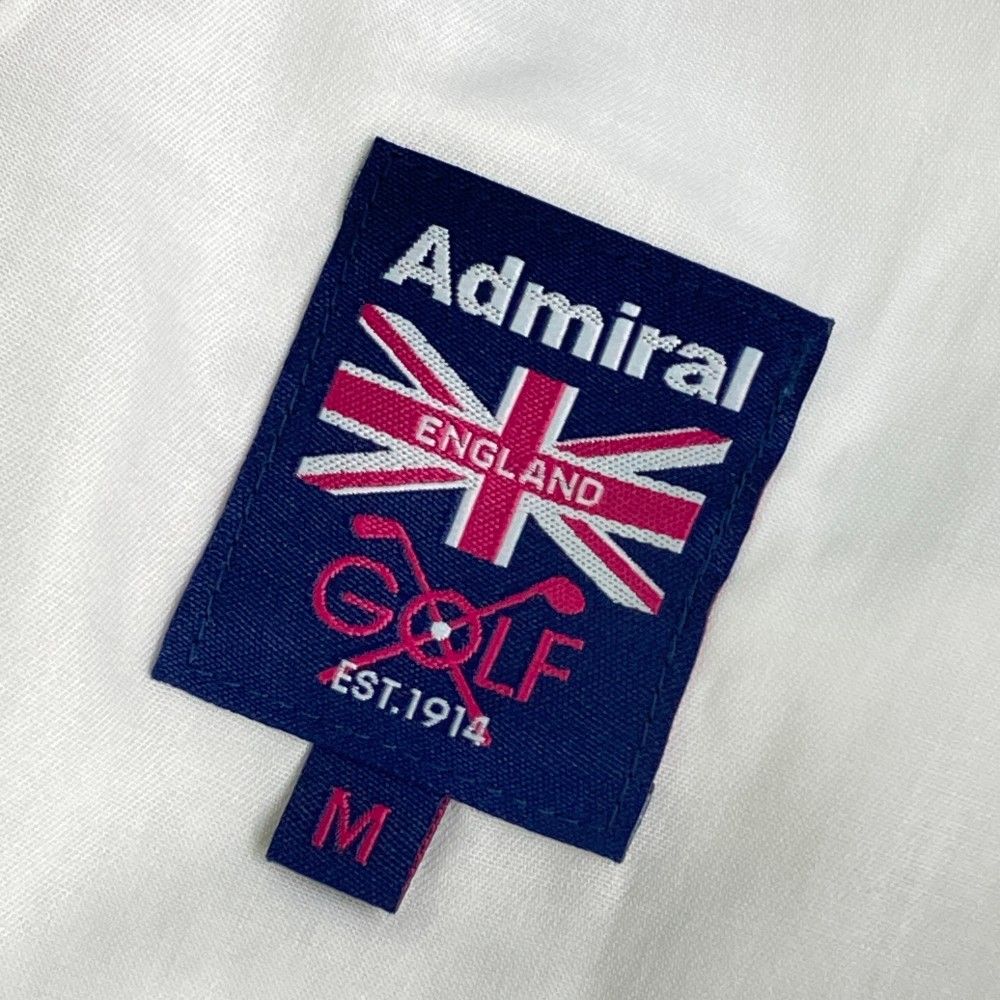 Admiral
ENGLAND
GOLF
EST.1914
M